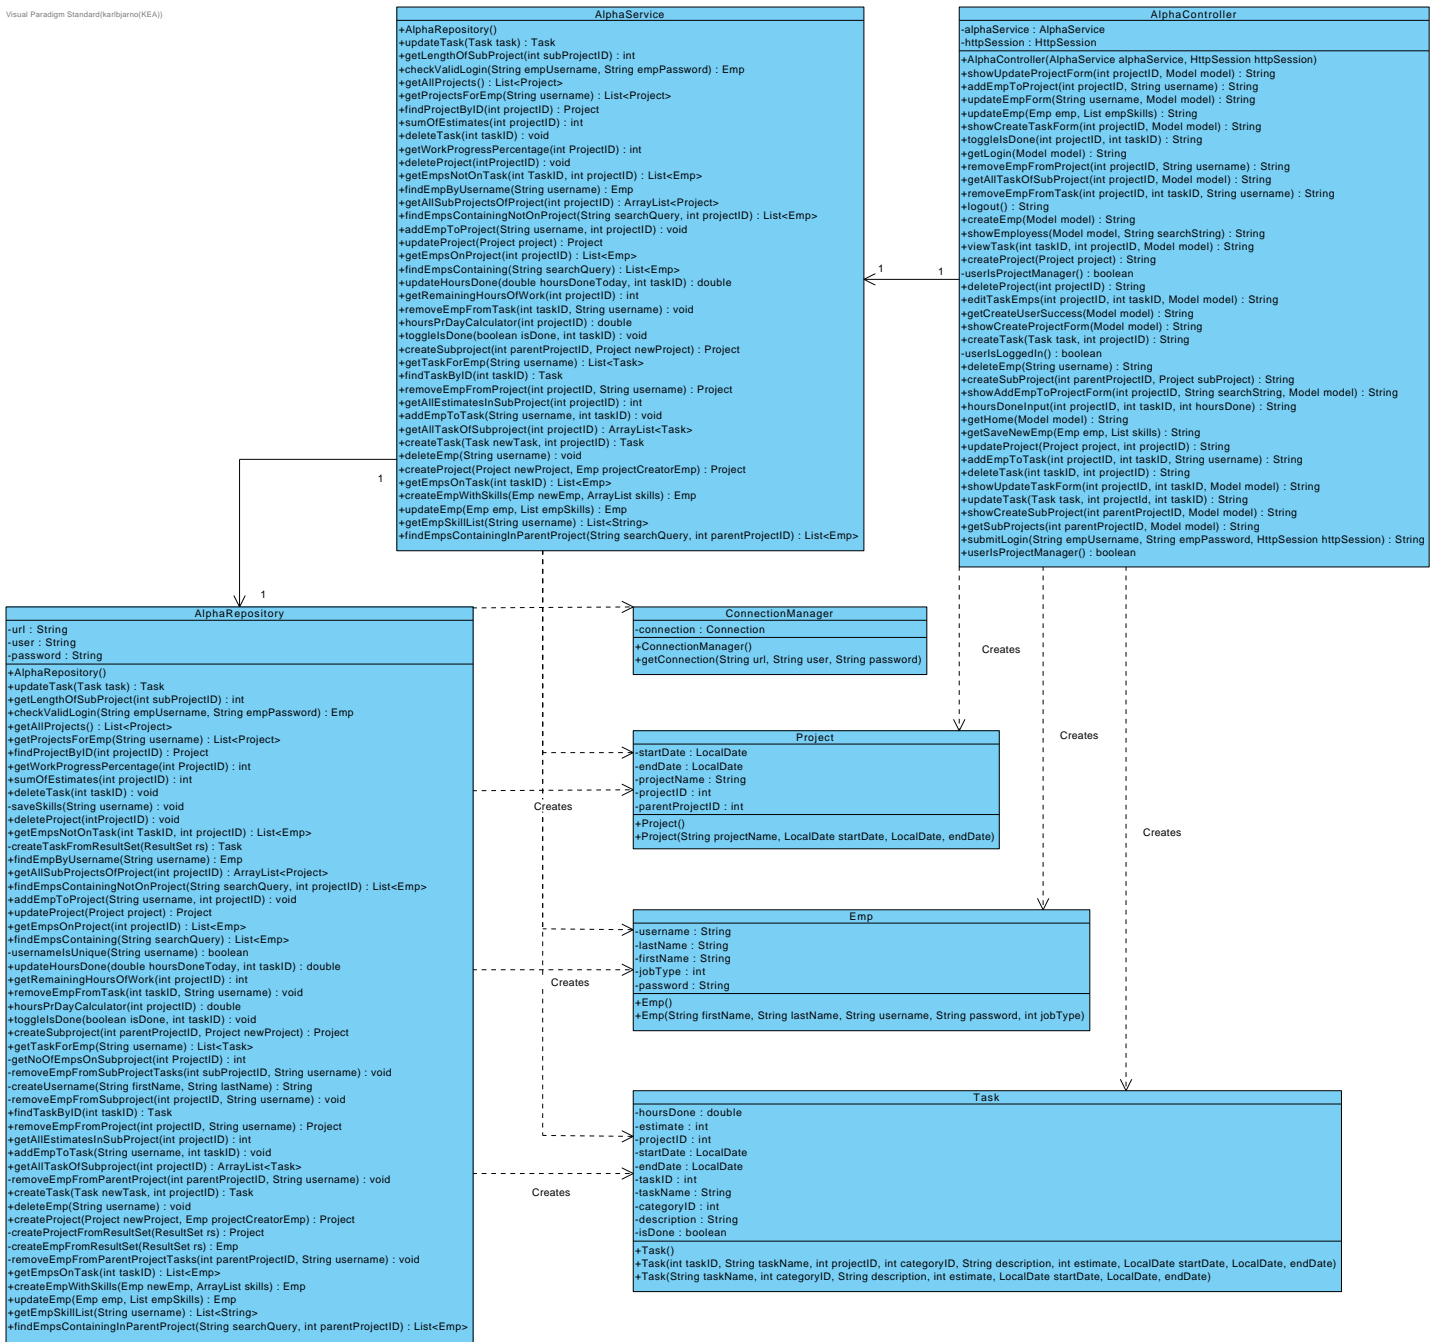 Visual Paradigm Standard(karlbjarno(KEA))
AlphaService
+AlphaRepository()
+updateTask(Task task) : Task
+getLengthOfSubProject(int subProjectID) : int
+checkValidLogin(String empUsername, String empPassword) : Emp
+getAllProjects() : List<Project>
+getProjectsForEmp(String username) : List<Project>
+findProjectByID(int projectID) : Project
+sumOfEstimates(int projectID) : int
+deleteTask(int taskID) : void
+getWorkProgressPercentage(int ProjectID) : int
+deleteProject(intProjectID) : void
+getEmpsNotOnTask(int TaskID, int projectID) : List<Emp>
+findEmpByUsername(String username) : Emp
+getAllSubProjectsOfProject(int projectID) : ArrayList<Project>
+findEmpsContainingNotOnProject(String searchQuery, int projectID) : List<Emp>
+addEmpToProject(String username, int projectID) : void
+updateProject(Project project) : Project
+getEmpsOnProject(int projectID) : List<Emp>
+findEmpsContaining(String searchQuery) : List<Emp>
+updateHoursDone(double hoursDoneToday, int taskID) : double
+getRemainingHoursOfWork(int projectID) : int
+removeEmpFromTask(int taskID, String username) : void
+hoursPrDayCalculator(int projectID) : double
+toggleIsDone(boolean isDone, int taskID) : void
+createSubproject(int parentProjectID, Project newProject) : Project
+getTaskForEmp(String username) : List<Task>
+findTaskByID(int taskID) : Task
+removeEmpFromProject(int projectID, String username) : Project
+getAllEstimatesInSubProject(int projectID) : int
+addEmpToTask(String username, int taskID) : void
+getAllTaskOfSubproject(int projectID) : ArrayList<Task>
+createTask(Task newTask, int projectID) : Task
+deleteEmp(String username) : void
+createProject(Project newProject, Emp projectCreatorEmp) : Project
+getEmpsOnTask(int taskID) : List<Emp>
+createEmpWithSkills(Emp newEmp, ArrayList skills) : Emp
+updateEmp(Emp emp, List empSkills) : Emp
+getEmpSkillList(String username) : List<String>
+findEmpsContainingInParentProject(String searchQuery, int parentProjectID) : List<Emp>
AlphaController
-alphaService : AlphaService
-httpSession : HttpSession
+AlphaController(AlphaService alphaService, HttpSession httpSession)
+showUpdateProjectForm(int projectID, Model model) : String
+addEmpToProject(int projectID, String username) : String
+updateEmpForm(String username, Model model) : String
+updateEmp(Emp emp, List empSkills) : String
+showCreateTaskForm(int projectID, Model model) : String
+toggleIsDone(int projectID, int taskID) : String
+getLogin(Model model) : String
+removeEmpFromProject(int projectID, String username) : String
+getAllTaskOfSubProject(int projectID, Model model) : String
+removeEmpFromTask(int projectID, int taskID, String username) : String
+logout() : String
+createEmp(Model model) : String
+showEmployess(Model model, String searchString) : String
+viewTask(int taskID, int projectID, Model model) : String
+createProject(Project project) : String
-userIsProjectManager() : boolean
+deleteProject(int projectID) : String
+editTaskEmps(int projectID, int taskID, Model model) : String
+getCreateUserSuccess(Model model) : String
+showCreateProjectForm(Model model) : String
+createTask(Task task, int projectID) : String
-userIsLoggedIn() : boolean
+deleteEmp(String username) : String
+createSubProject(int parentProjectID, Project subProject) : String
+showAddEmpToProjectForm(int projectID, String searchString, Model model) : String
+hoursDoneInput(int projectID, int taskID, int hoursDone) : String
+getHome(Model model) : String
+getSaveNewEmp(Emp emp, List skills) : String
+updateProject(Project project, int projectID) : String
+addEmpToTask(int projectID, int taskID, String username) : String
+deleteTask(int taskID, int projectID) : String
+showUpdateTaskForm(int projectID, int taskID, Model model) : String
+updateTask(Task task, int projectId, int taskID) : String
+showCreateSubProject(int parentProjectID, Model model) : String
+getSubProjects(int parentProjectID, Model model) : String
+submitLogin(String empUsername, String empPassword, HttpSession httpSession) : String
+userIsProjectManager() : boolean
1
1
1
1
AlphaRepository
-url : String
-user : String
-password : String
+AlphaRepository()
+updateTask(Task task) : Task
+getLengthOfSubProject(int subProjectID) : int
+checkValidLogin(String empUsername, String empPassword) : Emp
+getAllProjects() : List<Project>
+getProjectsForEmp(String username) : List<Project>
+findProjectByID(int projectID) : Project
+getWorkProgressPercentage(int ProjectID) : int
+sumOfEstimates(int projectID) : int
+deleteTask(int taskID) : void
-saveSkills(String username) : void
+deleteProject(intProjectID) : void
+getEmpsNotOnTask(int TaskID, int projectID) : List<Emp>
-createTaskFromResultSet(ResultSet rs) : Task
+findEmpByUsername(String username) : Emp
+getAllSubProjectsOfProject(int projectID) : ArrayList<Project>
+findEmpsContainingNotOnProject(String searchQuery, int projectID) : List<Emp>
+addEmpToProject(String username, int projectID) : void
+updateProject(Project project) : Project
+getEmpsOnProject(int projectID) : List<Emp>
+findEmpsContaining(String searchQuery) : List<Emp>
-usernameIsUnique(String username) : boolean
+updateHoursDone(double hoursDoneToday, int taskID) : double
+getRemainingHoursOfWork(int projectID) : int
+removeEmpFromTask(int taskID, String username) : void
+hoursPrDayCalculator(int projectID) : double
+toggleIsDone(boolean isDone, int taskID) : void
+createSubproject(int parentProjectID, Project newProject) : Project
+getTaskForEmp(String username) : List<Task>
-getNoOfEmpsOnSubproject(int ProjectID) : int
-removeEmpFromSubProjectTasks(int subProjectID, String username) : void
-createUsername(String firstName, String lastName) : String
-removeEmpFromSubproject(int projectID, String username) : void
+findTaskByID(int taskID) : Task
+removeEmpFromProject(int projectID, String username) : Project
+getAllEstimatesInSubProject(int projectID) : int
+addEmpToTask(String username, int taskID) : void
+getAllTaskOfSubproject(int projectID) : ArrayList<Task>
-removeEmpFromParentProject(int parentProjectID, String username) : void
+createTask(Task newTask, int projectID) : Task
+deleteEmp(String username) : void
+createProject(Project newProject, Emp projectCreatorEmp) : Project
-createProjectFromResultSet(ResultSet rs) : Project
-createEmpFromResultSet(ResultSet rs) : Emp
-removeEmpFromParentProjectTasks(int parentProjectID, String username) : void
+getEmpsOnTask(int taskID) : List<Emp>
+createEmpWithSkills(Emp newEmp, ArrayList skills) : Emp
+updateEmp(Emp emp, List empSkills) : Emp
+getEmpSkillList(String username) : List<String>
+findEmpsContainingInParentProject(String searchQuery, int parentProjectID) : List<Emp>
ConnectionManager
-connection : Connection
+ConnectionManager()
+getConnection(String url, String user, String password)
Creates
Creates
Creates
Project
-startDate : LocalDate
-endDate : LocalDate
-projectName : String
-projectID : int
-parentProjectID : int
+Project()
+Project(String projectName, LocalDate startDate, LocalDate, endDate)
Creates
Emp
-username : String
-lastName : String
-firstName : String
-jobType : int
-password : String
+Emp()
+Emp(String firstName, String lastName, String username, String password, int jobType)
Creates
Task
-hoursDone : double
-estimate : int
-projectID : int
-startDate : LocalDate
-endDate : LocalDate
-taskID : int
-taskName : String
-categoryID : int
-description : String
-isDone : boolean
+Task()
+Task(int taskID, String taskName, int projectID, int categoryID, String description, int estimate, LocalDate startDate, LocalDate, endDate)
+Task(String taskName, int categoryID, String description, int estimate, LocalDate startDate, LocalDate, endDate)
Creates